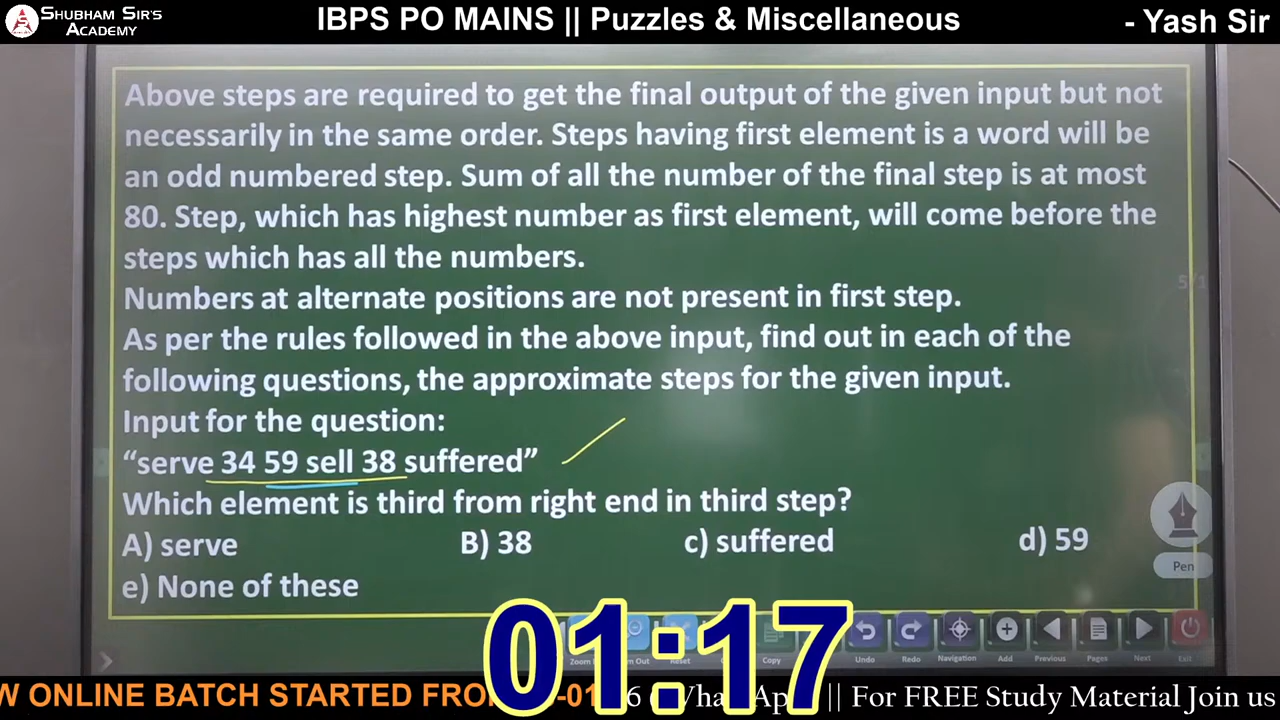 SHUBHAM SIR'S
ACADEMY
IBPS PO MAINS || Puzzles & Miscellaneous
- Yash Sir
Above steps are required to get the final output of the given input but not
necessarily in the same order. Steps having first element is a word will be
an odd numbered step. Sum of all the number of the final step is at most
80. Step, which has highest number as first element, will come before the
steps which has all the numbers.
Numbers at alternate positions are not present in first step.
As per the rules followed in the above input, find out in each of the
following questions, the approximate steps for the given input.
Input for the question:
“serve 34 59 sell 38 suffered”
Which element is third from right end in third step?
A) serve B) 38 c) suffered d) 59
e) None of these
Pen
01:17
Undo Redo Navigation Add Previous Pages Next Exit
Reset Copy
W ONLINE BATCH STARTED || For FREE Study Material Join us